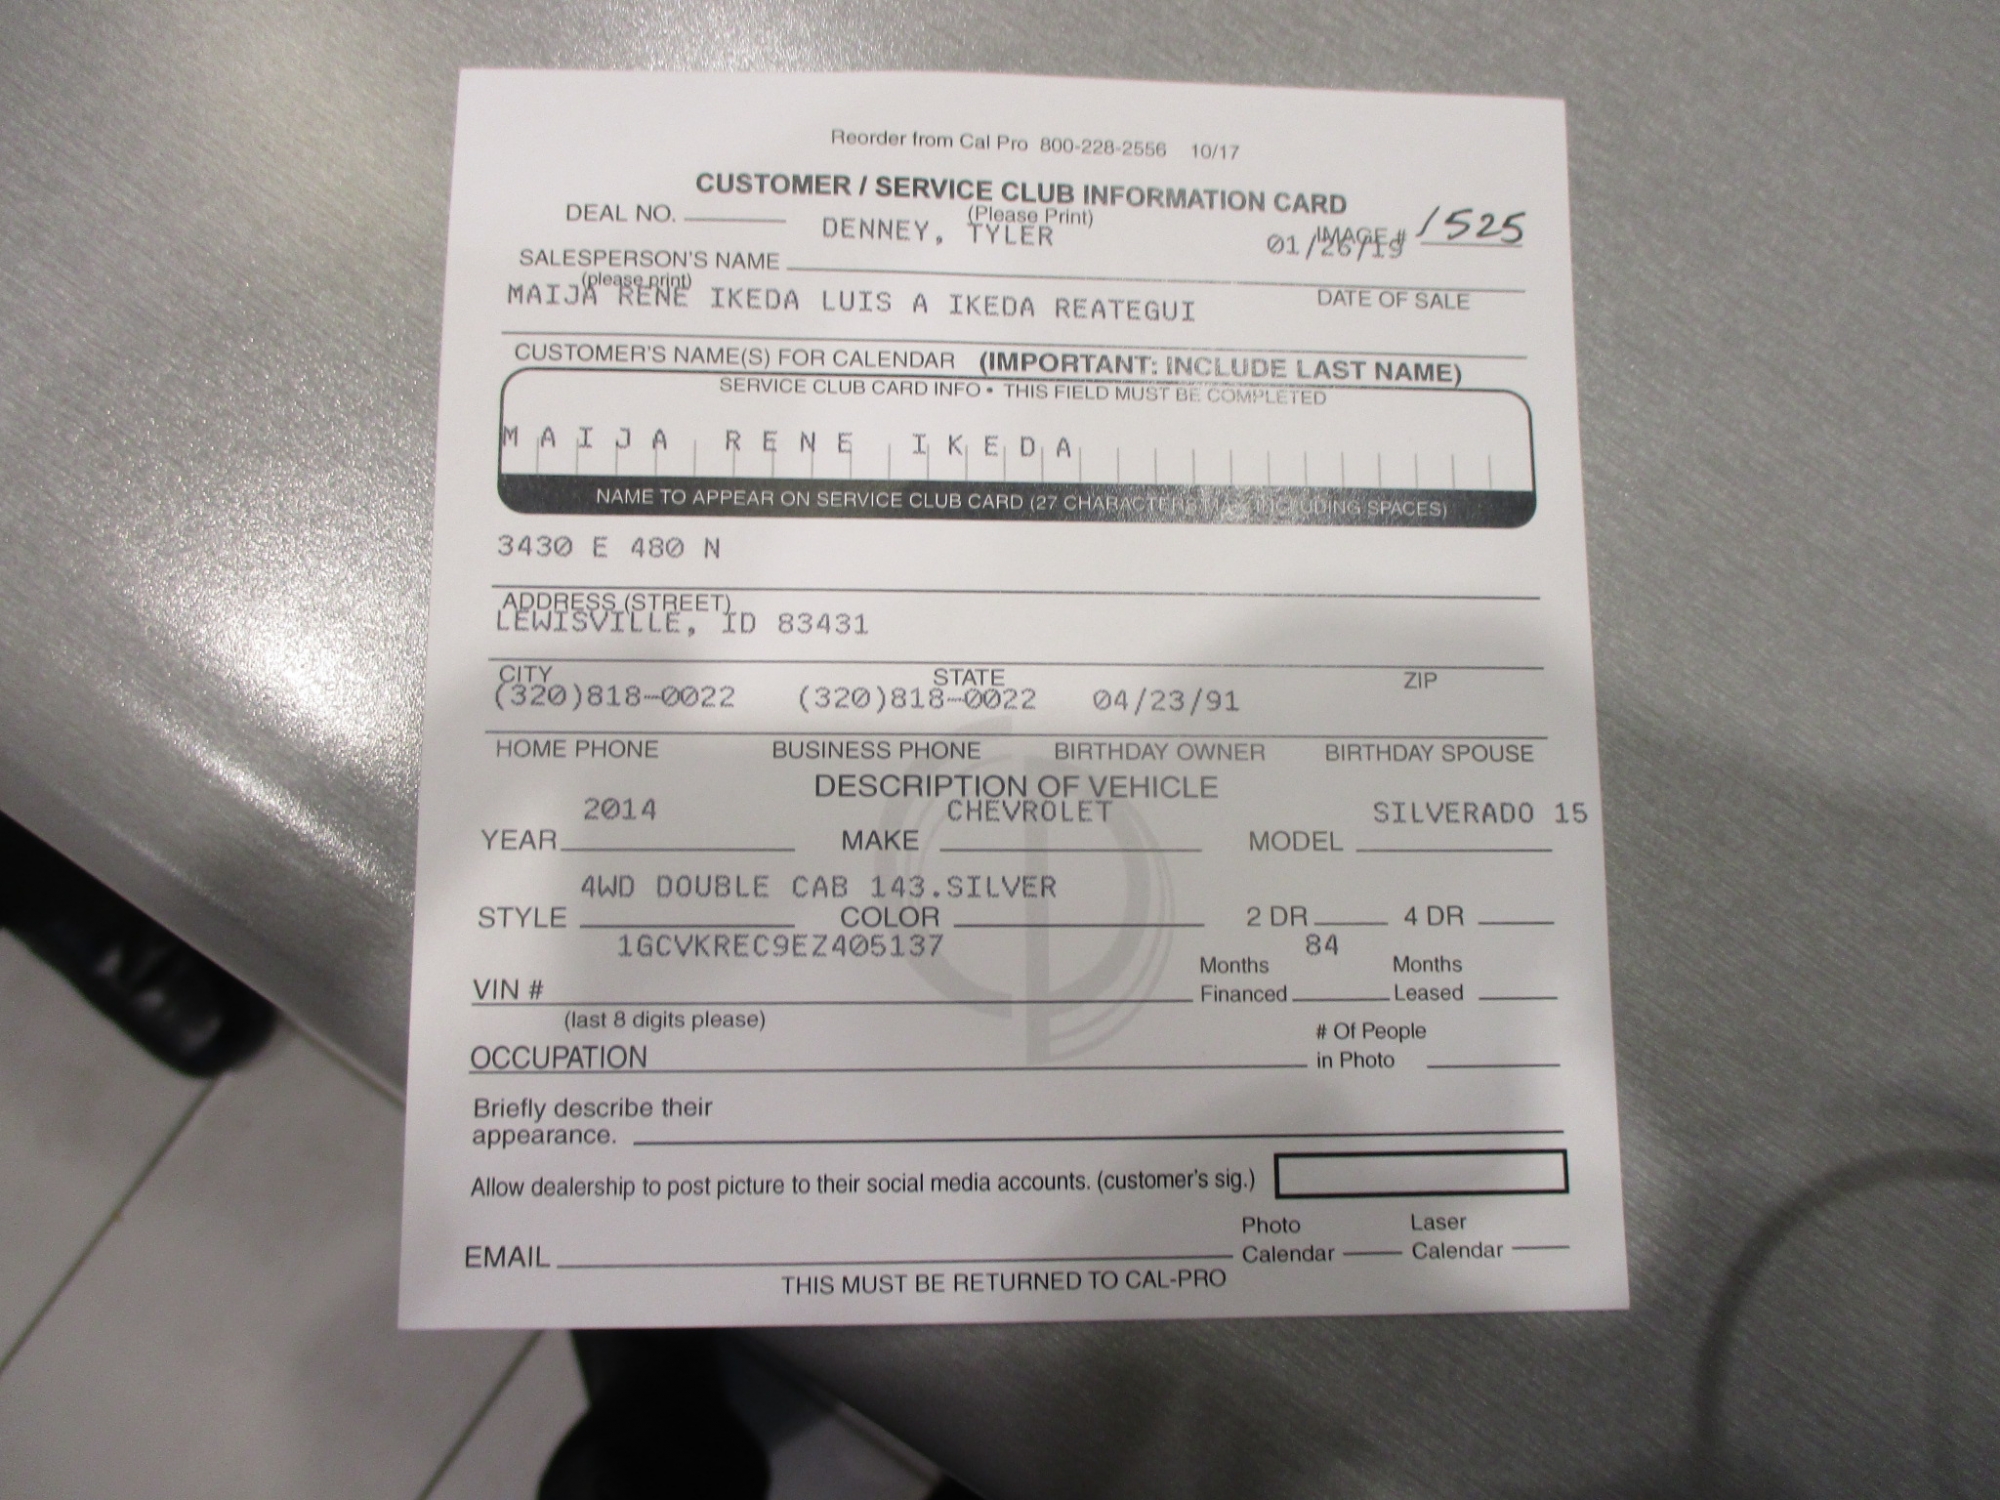 Reorder from Cal Pro 800-228-2556 10/17
CUSTOMER / SERVICE CLUB INFORMATION CARD
(Please Print)
DEAL NO.
DENNEY, TYLER
IMAGE# 1525
01/26/19
SALESPERSON'S NAME
(please print)
DATE OF SALE
MAIJA RENE IKEDA LUIS A IKEDA REATEGUI
CUSTOMER'S NAME(S) FOR CALENDAR (IMPORTANT: INCLUDE LAST NAME)
SERVICE CLUB CARD INFO • THIS FIELD MUST BE COMPLETED
MAIJA RENE IKEDA
NAME TO APPEAR ON SERVICE CLUB CARD (27 CHARACTERS MAX INCLUDING SPACES)
3430 E 480 N
ADDRESS (STREET)
LEWISVILLE, ID 83431
CITY STATE ZIP
(320)818-0022 (320)818-0022 04/23/91
HOME PHONE BUSINESS PHONE BIRTHDAY OWNER BIRTHDAY SPOUSE
DESCRIPTION OF VEHICLE
2014 CHEVROLET SILVERADO 15
YEAR MAKE MODEL
4WD DOUBLE CAB 143.SILVER
STYLE COLOR 2 DR 4 DR
1GCVKREC9EZ405137 84
Months Months
VIN # Financed Leased
(last 8 digits please)
# Of People
OCCUPATION in Photo
Briefly describe their
appearance.
Allow dealership to post picture to their social media accounts. (customer's sig.)
Photo Laser
EMAIL Calendar Calendar
THIS MUST BE RETURNED TO CAL-PRO